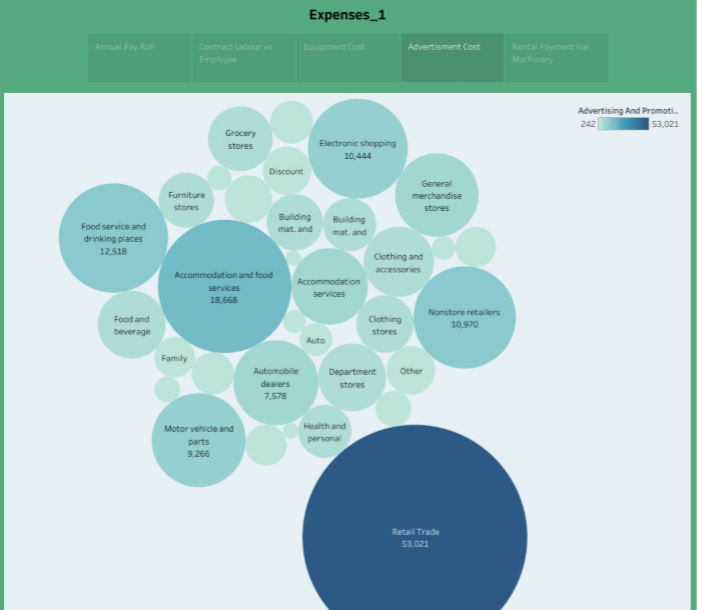 Expenses_1
Annual Pay Roll
Contract Labour vs
Employee
Equipment Cost
Advertisment Cost
Rental Payment For
Machinery
Advertising And Promoti..
242
53,021
Grocery
stores
Electronic shopping
10,444
Discount
General
merchandise
stores
Furniture
stores
Building
mat. and
Building
mat. and
Food service and
drinking places
12,518
Clothing and
accessories
Accommodation and food
services
18,668
Accommodation
services
Food and
beverage
Clothing
stores
Nonstore retailers
10,970
Auto
Family
Automobile
dealers
7,578
Department
stores
Other
Motor vehicle and
parts
9,266
Health and
personal
Retail Trade
53,021